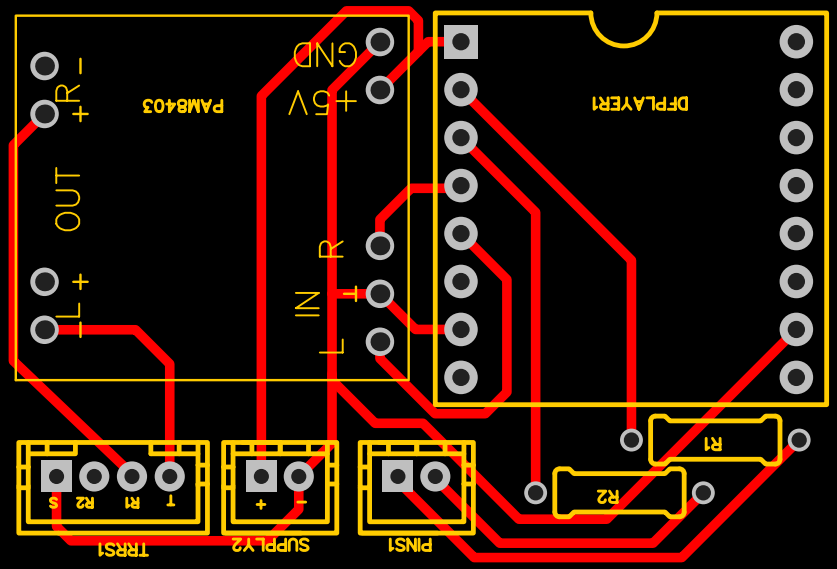 GND
+5V
PAM8403
DFPLAYER1
R
-
+
OUT
+
L
-
R
IN
⊥
L
R1
R2
S R2 R1 T
+ -
TRRS1
SUPPLY2
PINS1